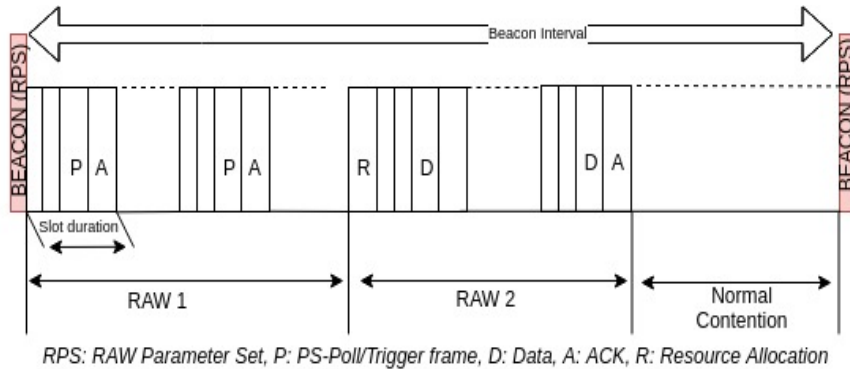 Beacon Interval
BEACON (RPS)
P A
P A
R D
D A
BEACON (RPS)
Slot duration
RAW 1
RAW 2
Normal
Contention
RPS: RAW Parameter Set, P: PS-Poll/Trigger frame, D: Data, A: ACK, R: Resource Allocation